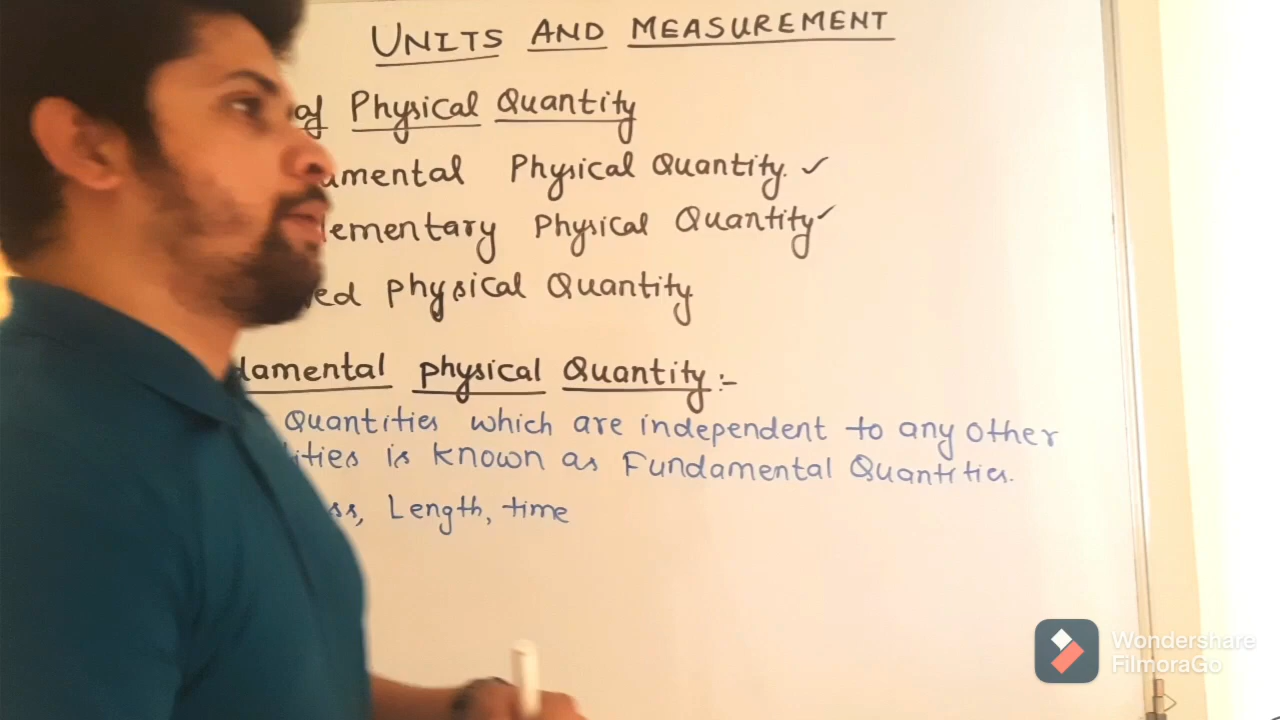 UNITS AND MEASUREMENT
of Physical Quantity
amental Physical Quantity. ✓
lementary Physical Quantity ✓
ed physical Quantity
damental physical Quantity :-
Quantities which are independent to any other
ities is known as Fundamental Quantities.
ss, Length, time
Wondershare
FilmoraGo